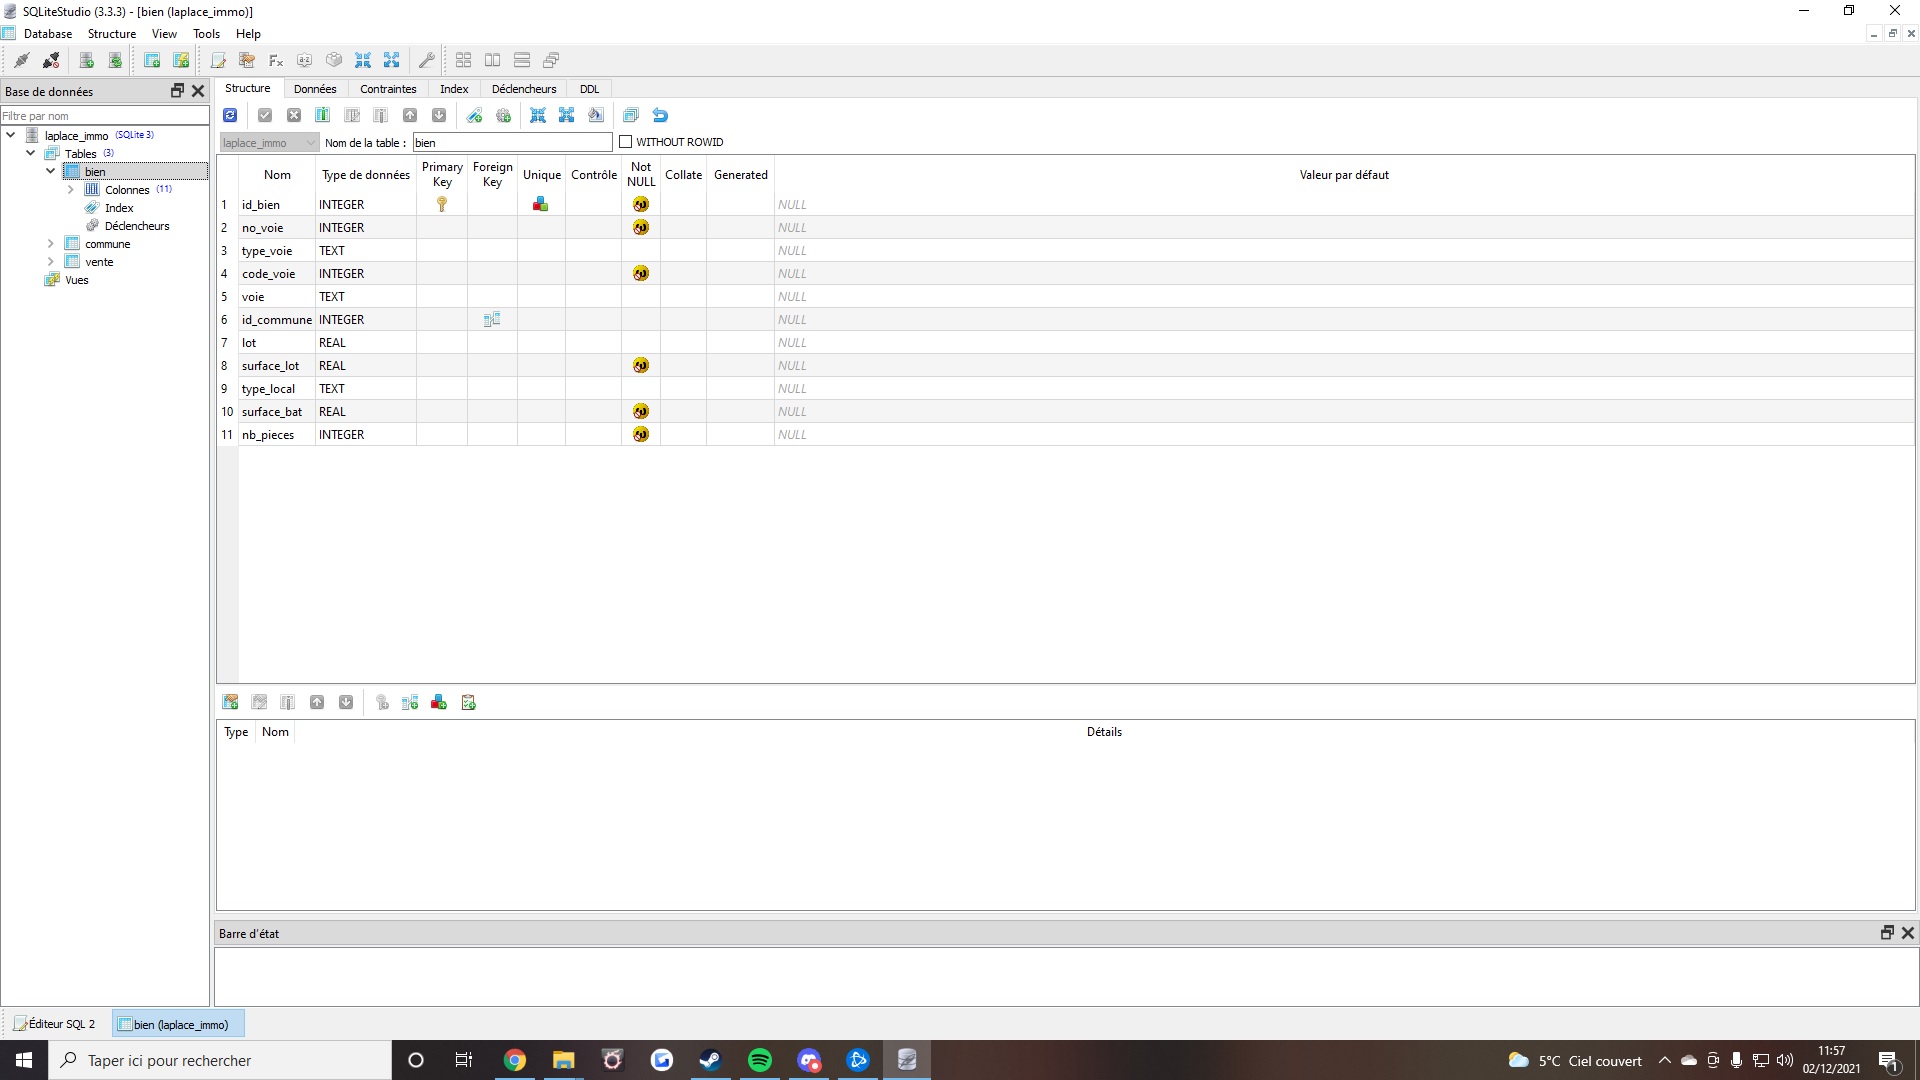 SQLiteStudio (3.3.3) - [bien (laplace_immo)]
Database Structure View Tools Help
Base de données
Filtre par nom
laplace_immo (SQLite 3)
Tables (3)
bien
Colonnes (11)
Index
Déclencheurs
commune
vente
Vues
Structure Données Contraintes Index Déclencheurs DDL
laplace_immo Nom de la table : bien WITHOUT ROWID
Nom Type de données Primary Key Foreign Key Unique Contrôle Not NULL Collate Generated Valeur par défaut
1 id_bien INTEGER NULL
2 no_voie INTEGER NULL
3 type_voie TEXT NULL
4 code_voie INTEGER NULL
5 voie TEXT NULL
6 id_commune INTEGER NULL
7 lot REAL NULL
8 surface_lot REAL NULL
9 type_local TEXT NULL
10 surface_bat REAL NULL
11 nb_pieces INTEGER NULL
Type Nom Détails
Barre d'état
Éditeur SQL 2 bien (laplace_immo)
Taper ici pour rechercher
5°C Ciel couvert
11:57
02/12/2021
1